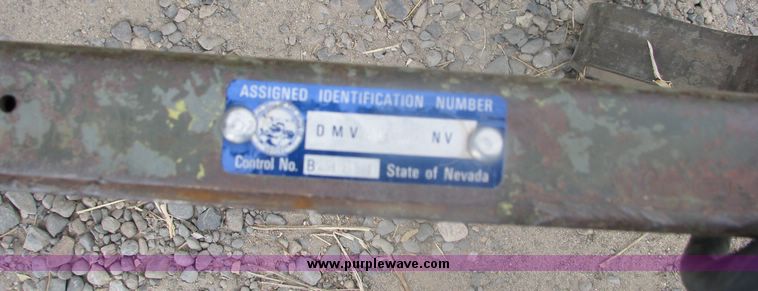 ASSIGNED IDENTIFICATION NUMBER
DMV NV
Control No. State of Nevada
www.purplewave.com